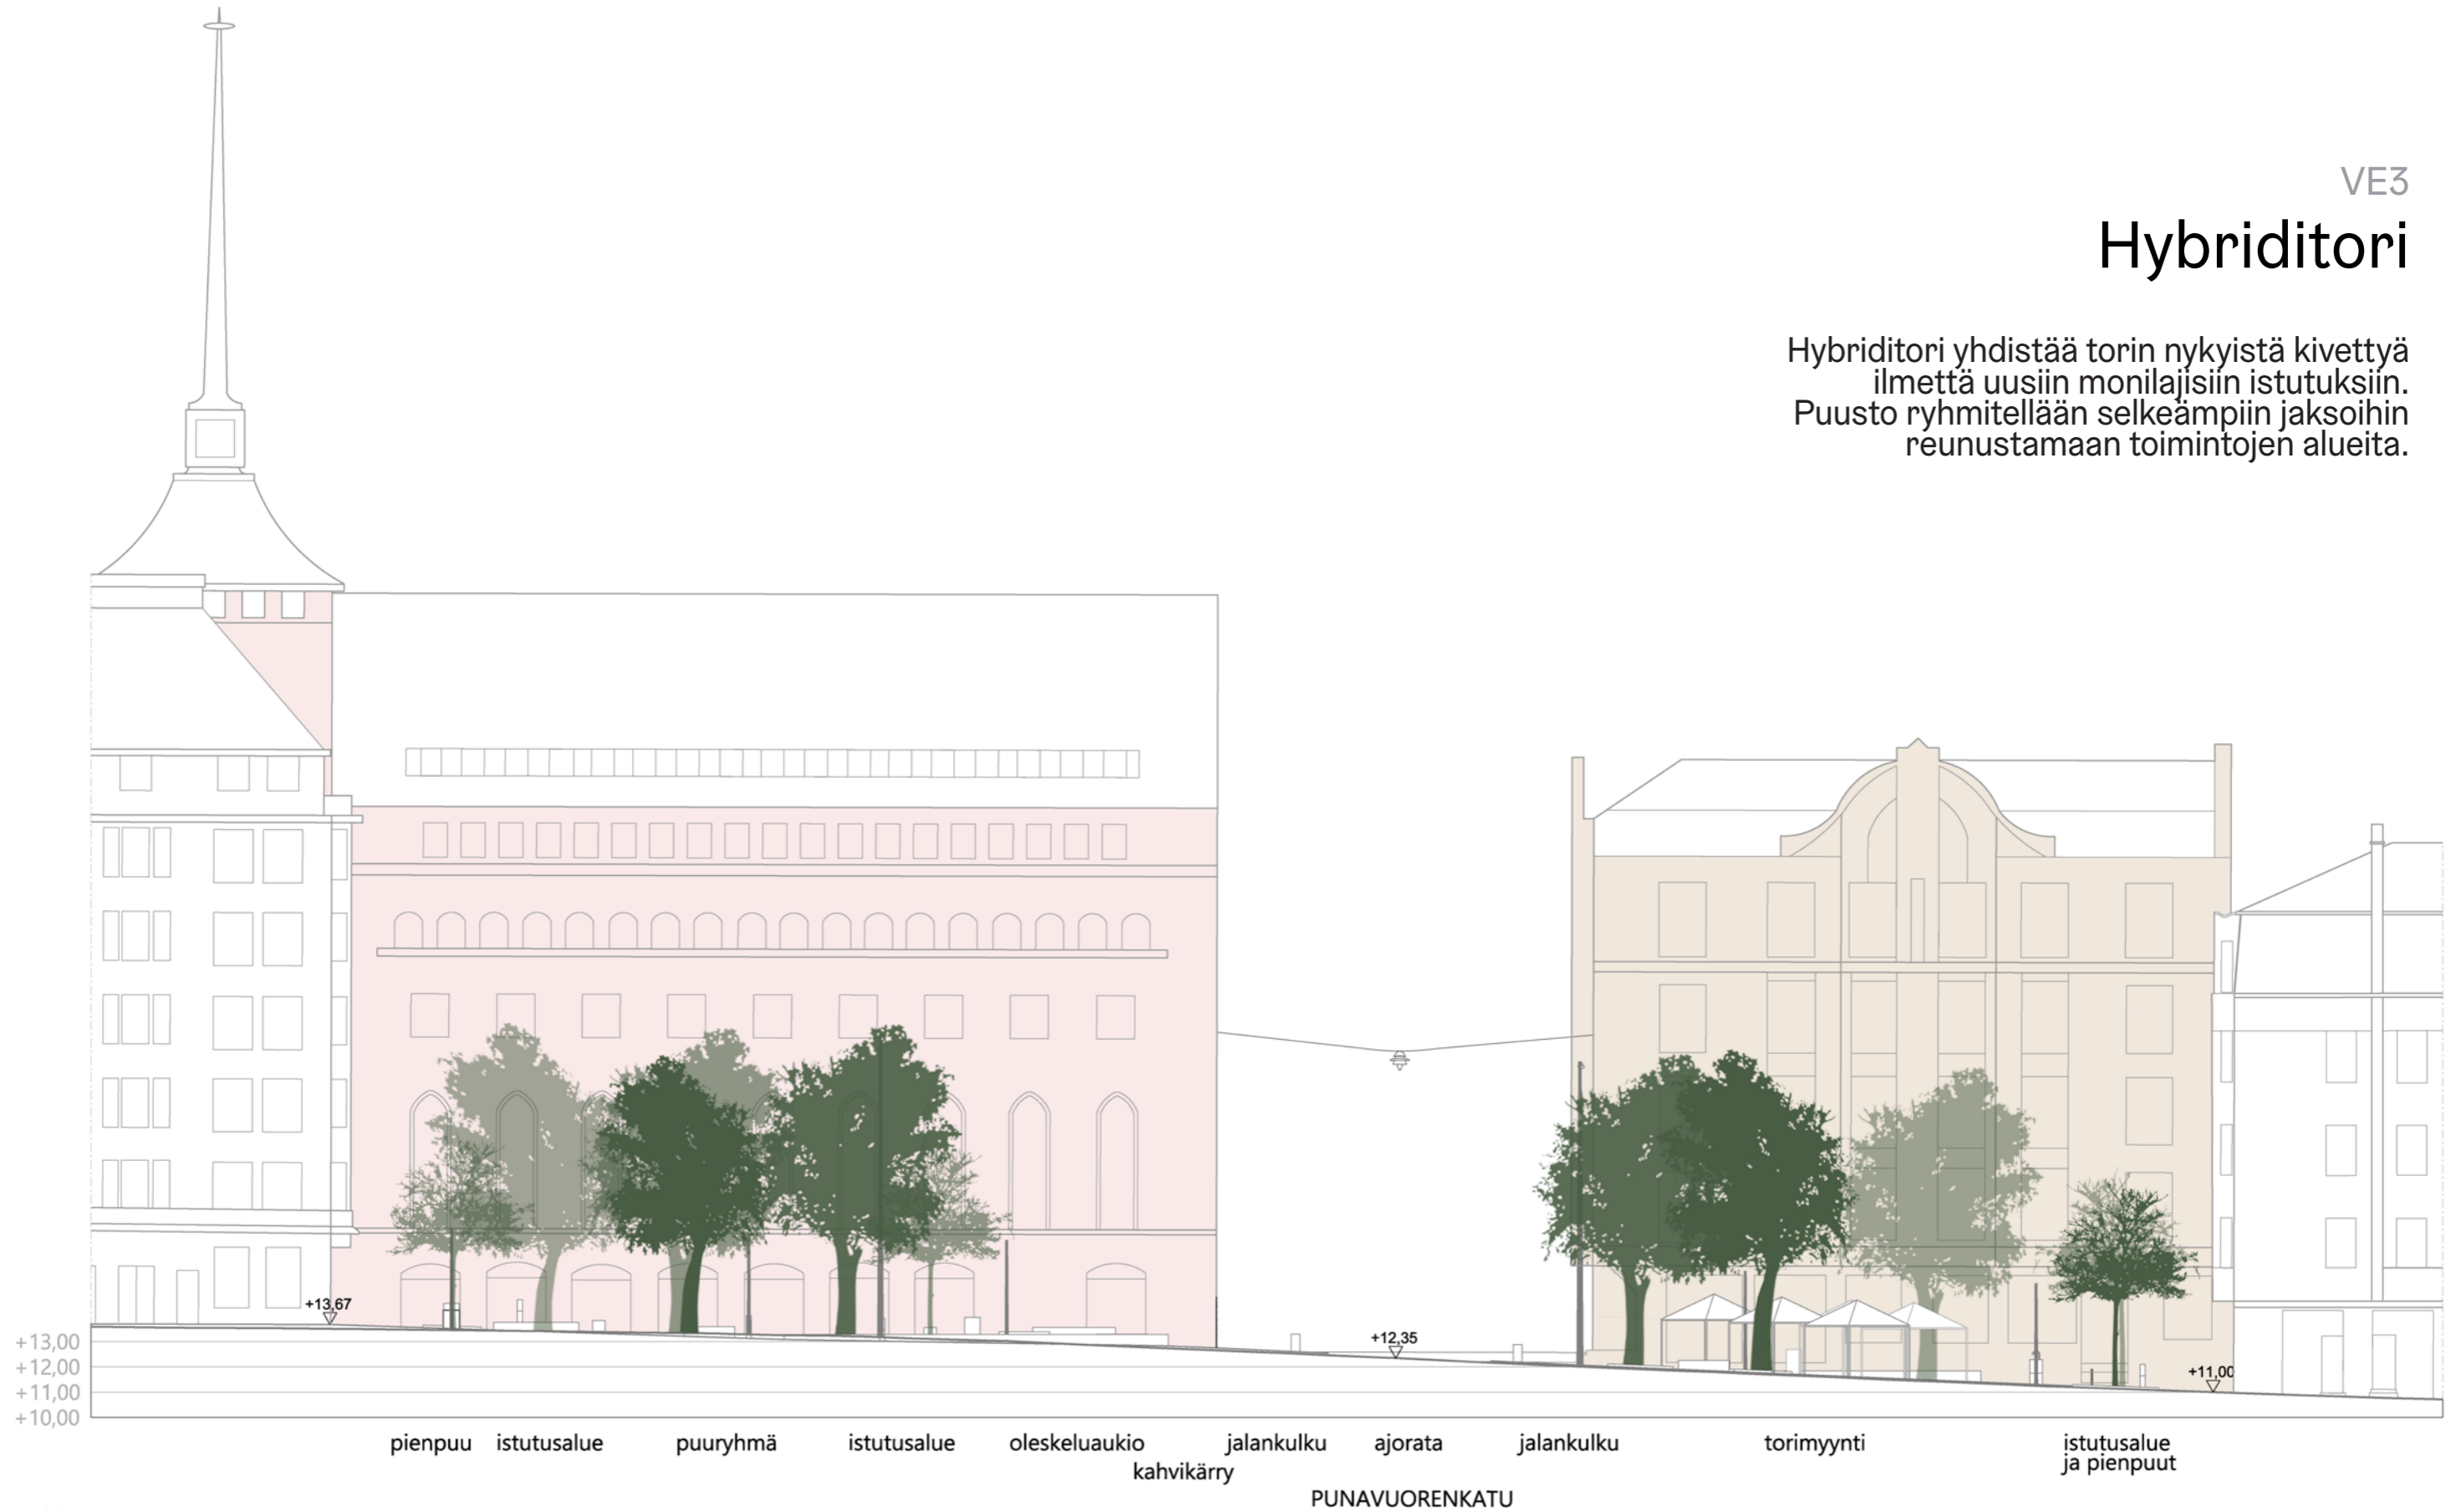 VE3
Hybriditori
Hybriditori yhdistää torin nykyistä kivettyä
ilmettä uusiin monilajisiin istutuksiin.
Puusto ryhmitellään selkeämpiin jaksoihin
reunustamaan toimintojen alueita.
+13,67
+12,35
+11,00
+13,00
+12,00
+11,00
+10,00
pienpuu
istutusalue
puuryhmä
istutusalue
oleskeluaukio
kahvikärry
jalankulku
ajorata
jalankulku
torimyynti
istutusalue
ja pienpuut
PUNAVUORENKATU